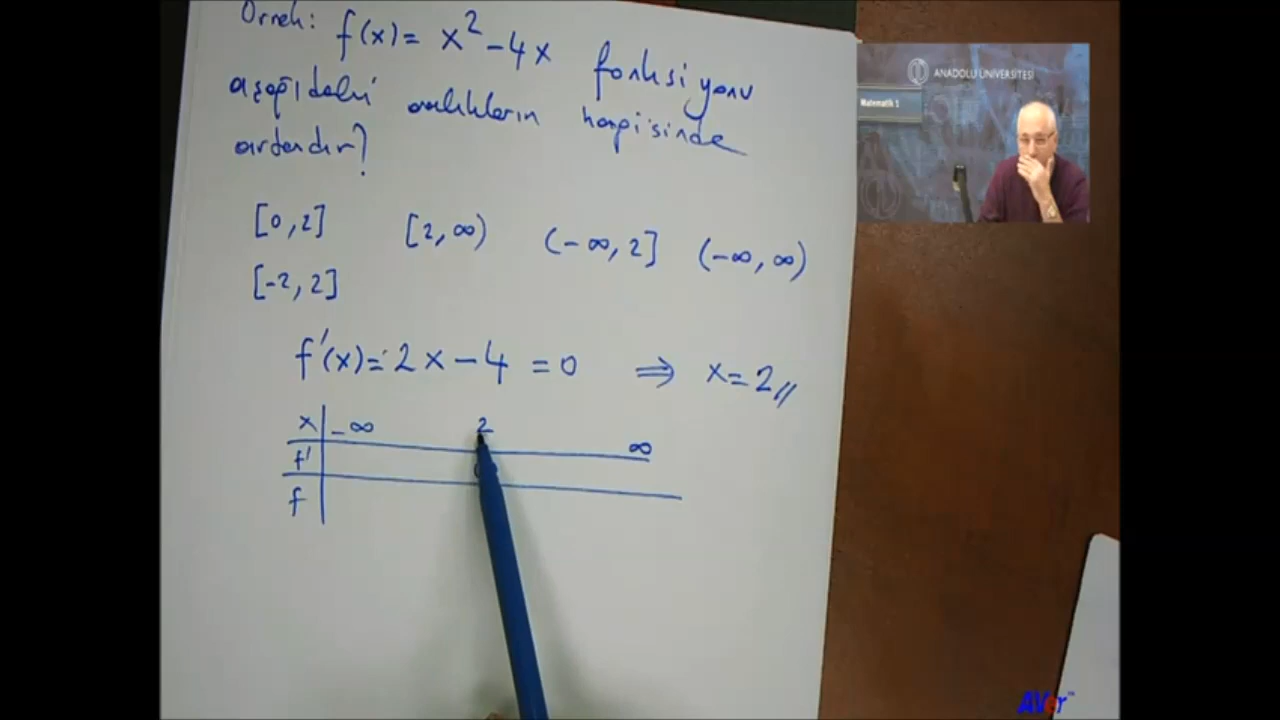 Örnek: f(x)= x² - 4x fonksiyonu
aşağıdaki aralıkların hangisinde
artandır?
[0, 2] [2, ∞) (-∞, 2] (-∞, ∞)
[-2, 2]
f'(x)= 2x - 4 = 0 ⇒ x = 2 //
x -∞ 2 ∞
f'
f
ANADOLU ÜNİVERSİTESİ
Matematik 1
AVer™